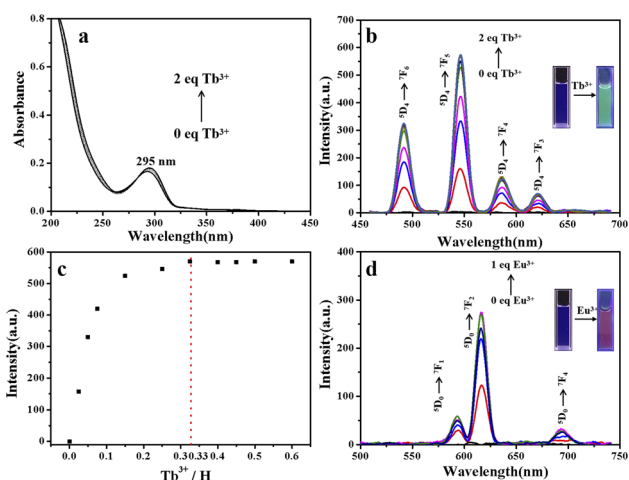 a
2 eq Tb³⁺
0 eq Tb³⁺
295 nm
Absorbance
0.8
0.6
0.4
0.2
0.0
200 250 300 350 400 450
Wavelength(nm)
b
2 eq Tb³⁺
0 eq Tb³⁺
⁵D₄ → ⁷F₆
⁵D₄ → ⁷F₅
⁵D₄ → ⁷F₄
⁵D₄ → ⁷F₃
Tb³⁺
Intensity(a.u.)
700
600
500
400
300
200
100
0
450 500 550 600 650 700
Wavelength(nm)
c
Intensity(a.u.)
600
500
400
300
200
100
0
0.0 0.1 0.2 0.3 0.33 0.4 0.5 0.6
Tb³⁺ / H
d
1 eq Eu³⁺
0 eq Eu³⁺
⁵D₀ → ⁷F₁
⁵D₀ → ⁷F₂
⁵D₀ → ⁷F₄
Eu³⁺
Intensity(a.u.)
400
300
200
100
0
500 550 600 650 700 750
Wavelength(nm)